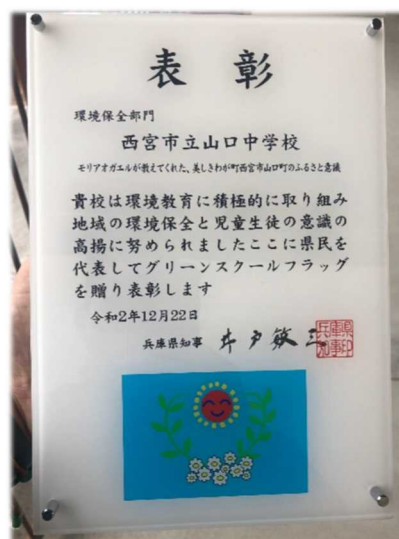 表彰
環境保全部門
西宮市立山口中学校
モリアオガエルが教えてくれた、美しきわが町西宮市山口町のふるさと意識
貴校は環境教育に積極的に取り組み
地域の環境保全と児童生徒の意識の
高揚に努められましたここに県民を
代表してグリーンスクールフラッグ
を贈り表彰します
令和2年12月22日
兵庫県知事 井戸敏三
兵庫県知事印